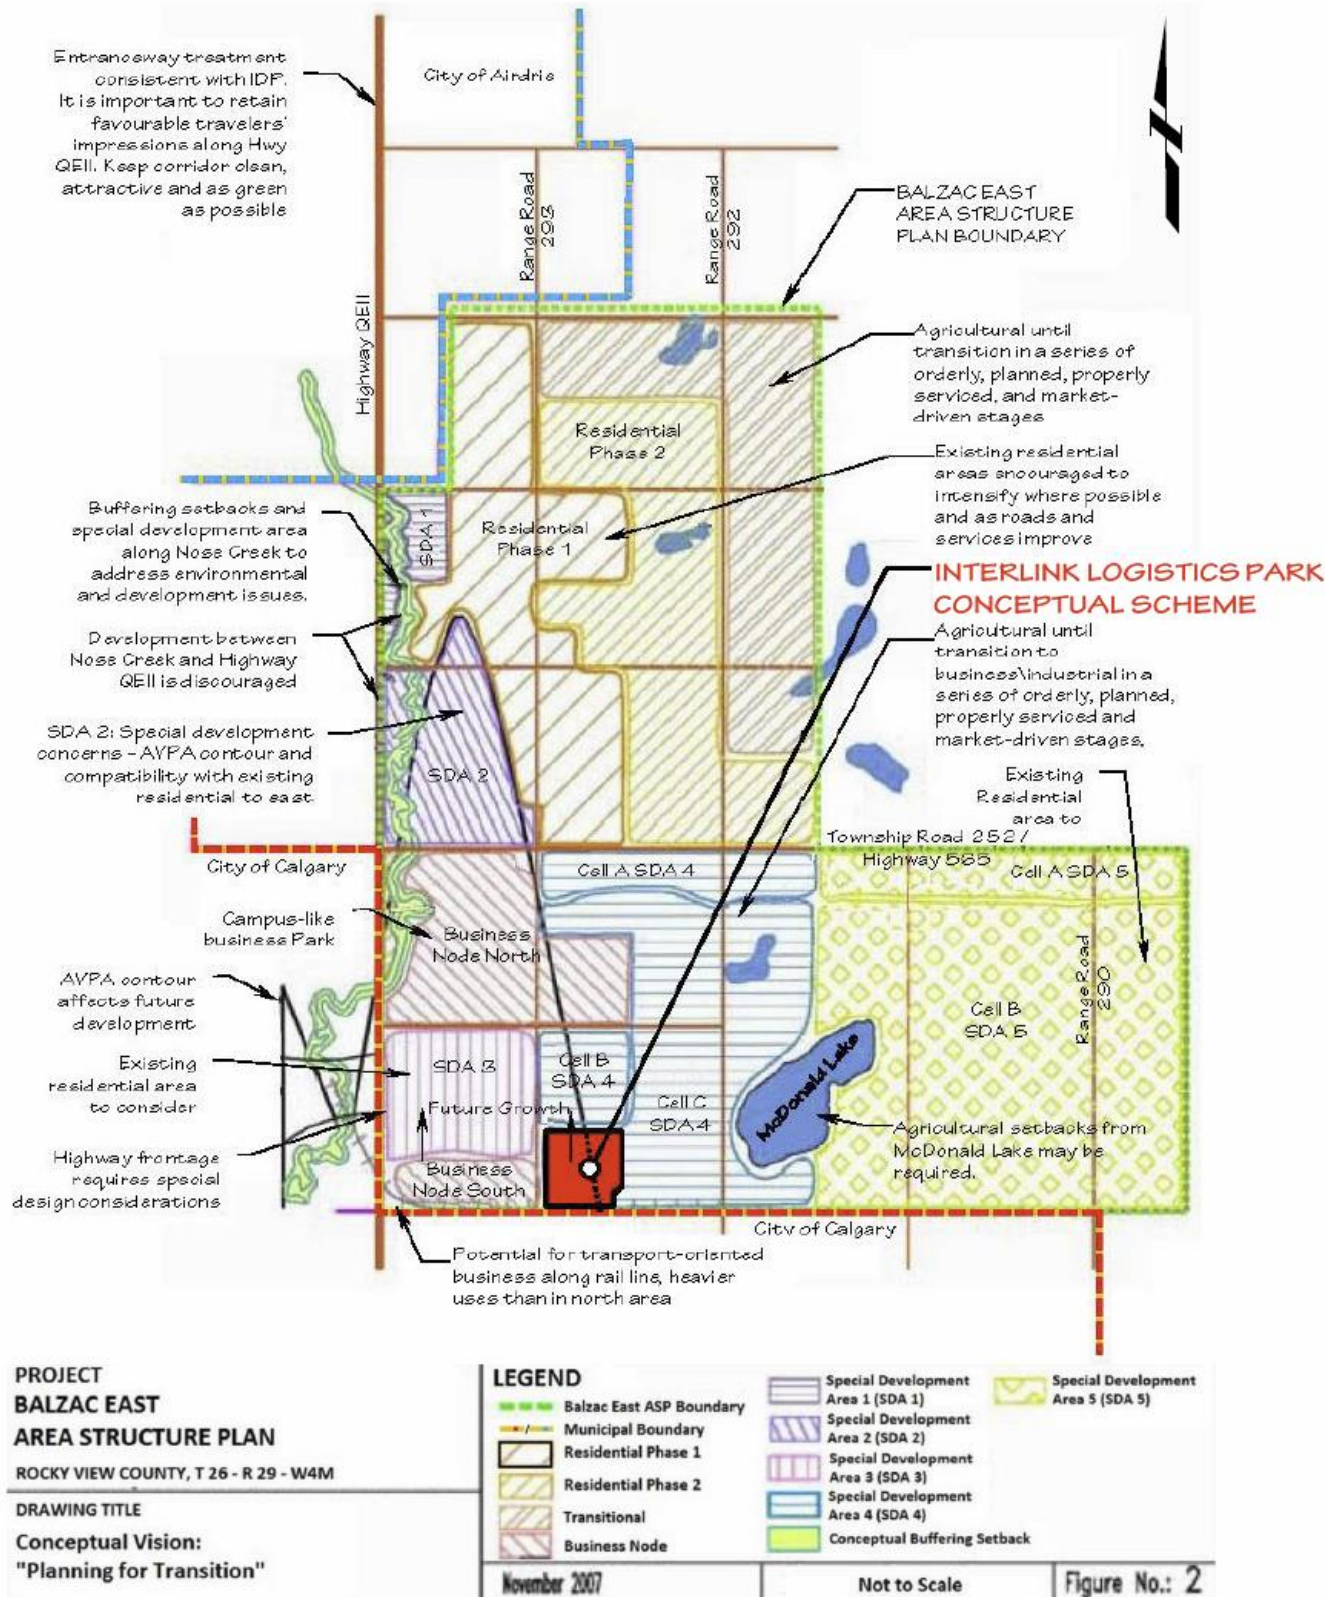 Entranceway treatment
consistent with IDP.
It is important to retain
favourable travelers'
impressions along Hwy
QEII. Keep corridor clean,
attractive and as green
as possible
City of Airdrie
Range Road
293
Range Road
292
BALZAC EAST
AREA STRUCTURE
PLAN BOUNDARY
Highway QEII
Agricultural until
transition in a series of
orderly, planned, properly
serviced, and market-
driven stages
Residential
Phase 2
Existing residential
areas encouraged to
intensify where possible
and as roads and
services improve
Buffering setbacks and
special development area
along Nose Creek to
address environmental
and development issues.
SDA 1
Residential
Phase 1
INTERLINK LOGISTICS PARK
CONCEPTUAL SCHEME
Development between
Nose Creek and Highway
QEII is discouraged
Agricultural until
transition to
business\industrial in a
series of orderly, planned,
properly serviced and
market-driven stages.
SDA 2: Special development
concerns - AVPA contour and
compatibility with existing
residential to east
SDA 2
Existing
Residential
area to
Township Road 252/
Highway 565
City of Calgary
Cell A SDA 4
Cell A SDA 5
Campus-like
business Park
Business
Node North
AVPA contour
affects future
development
Range Road
290
Cell B
SDA 5
Existing
residential area
to consider
SDA 3
Cell B
SDA 4
McDonald Lake
Future Growth
Cell C
SDA 4
Highway frontage
requires special
design considerations
Business
Node South
Agricultural setbacks from
McDonald Lake may be
required.
City of Calgary
Potential for transport-oriented
business along rail line, heavier
uses than in north area
PROJECT
BALZAC EAST
AREA STRUCTURE PLAN
ROCKY VIEW COUNTY, T 26 - R 29 - W4M
DRAWING TITLE
Conceptual Vision:
"Planning for Transition"
LEGEND
Balzac East ASP Boundary
Municipal Boundary
Residential Phase 1
Residential Phase 2
Transitional
Business Node
Special Development
Area 1 (SDA 1)
Special Development
Area 2 (SDA 2)
Special Development
Area 3 (SDA 3)
Special Development
Area 4 (SDA 4)
Conceptual Buffering Setback
Special Development
Area 5 (SDA 5)
November 2007
Not to Scale
Figure No.: 2